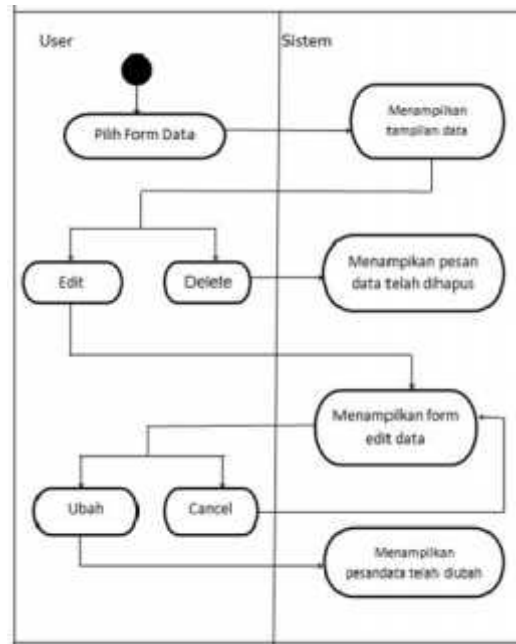 User
Sistem
Pilih Form Data
Menampilkan
tampilan data
Edit
Delete
Menampikan pesan
data telah dihapus
Menampilkan form
edit data
Ubah
Cancel
Menampilkan
pesandata telah diubah